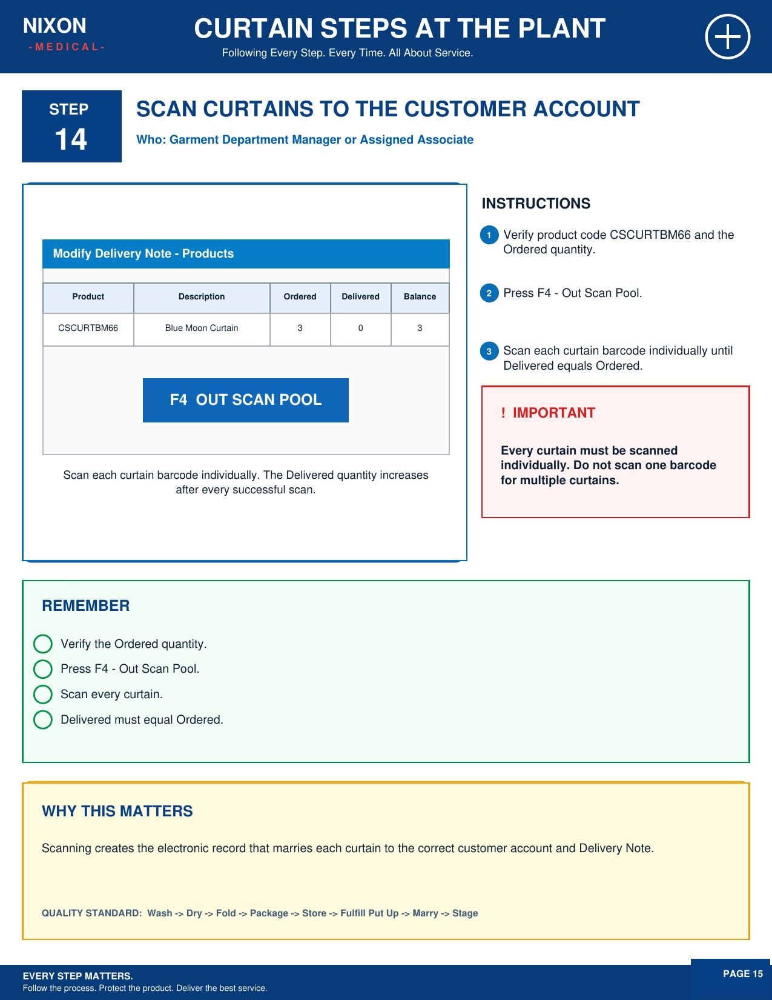 NIXON
-MEDICAL-
CURTAIN STEPS AT THE PLANT
Following Every Step. Every Time. All About Service.
STEP
14
SCAN CURTAINS TO THE CUSTOMER ACCOUNT
Who: Garment Department Manager or Assigned Associate
Modify Delivery Note - Products
Product Description Ordered Delivered Balance
CSCURTBM66 Blue Moon Curtain 3 0 3
F4 OUT SCAN POOL
Scan each curtain barcode individually. The Delivered quantity increases
after every successful scan.
INSTRUCTIONS
1 Verify product code CSCURTBM66 and the
Ordered quantity.
2 Press F4 - Out Scan Pool.
3 Scan each curtain barcode individually until
Delivered equals Ordered.
! IMPORTANT
Every curtain must be scanned
individually. Do not scan one barcode
for multiple curtains.
REMEMBER
Verify the Ordered quantity.
Press F4 - Out Scan Pool.
Scan every curtain.
Delivered must equal Ordered.
WHY THIS MATTERS
Scanning creates the electronic record that marries each curtain to the correct customer account and Delivery Note.
QUALITY STANDARD: Wash -> Dry -> Fold -> Package -> Store -> Fulfill Put Up -> Marry -> Stage
EVERY STEP MATTERS.
Follow the process. Protect the product. Deliver the best service.
PAGE 15